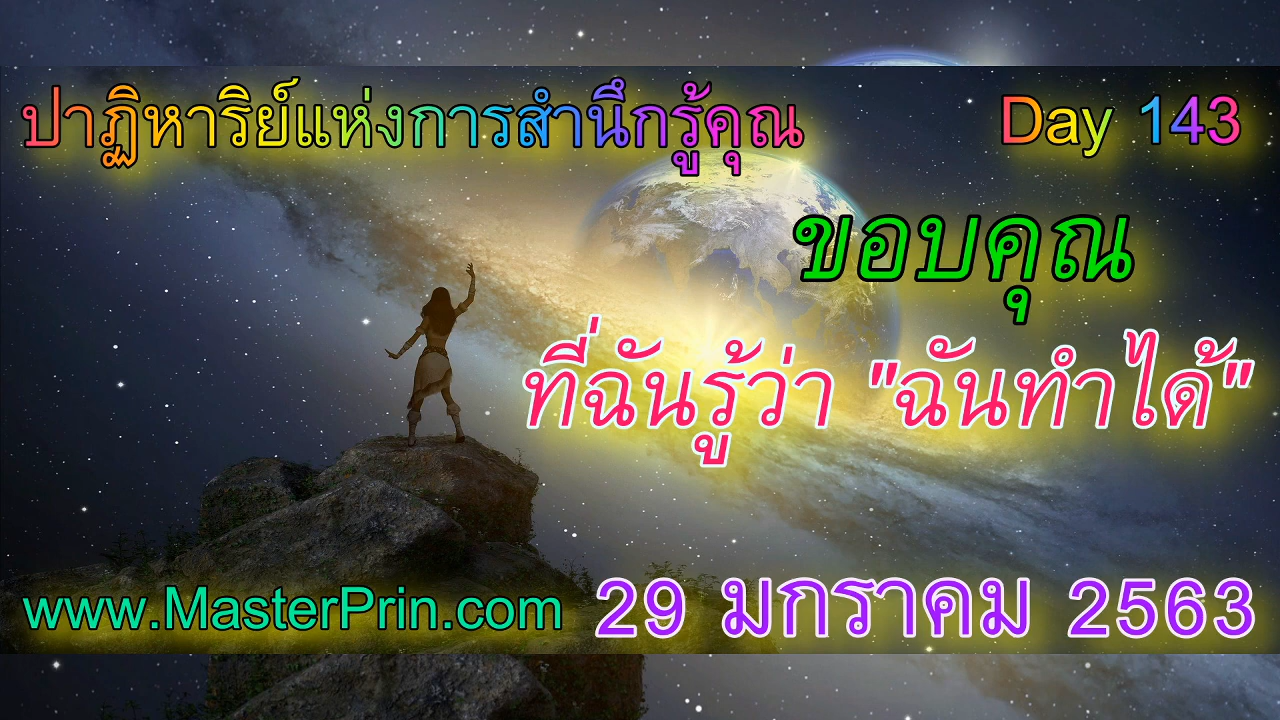 ปาฏิหาริย์แห่งการสำนึกรู้คุณ Day 143
ขอบคุณ
ที่ฉันรู้ว่า "ฉันทำได้"
www.MasterPrin.com 29 มกราคม 2563